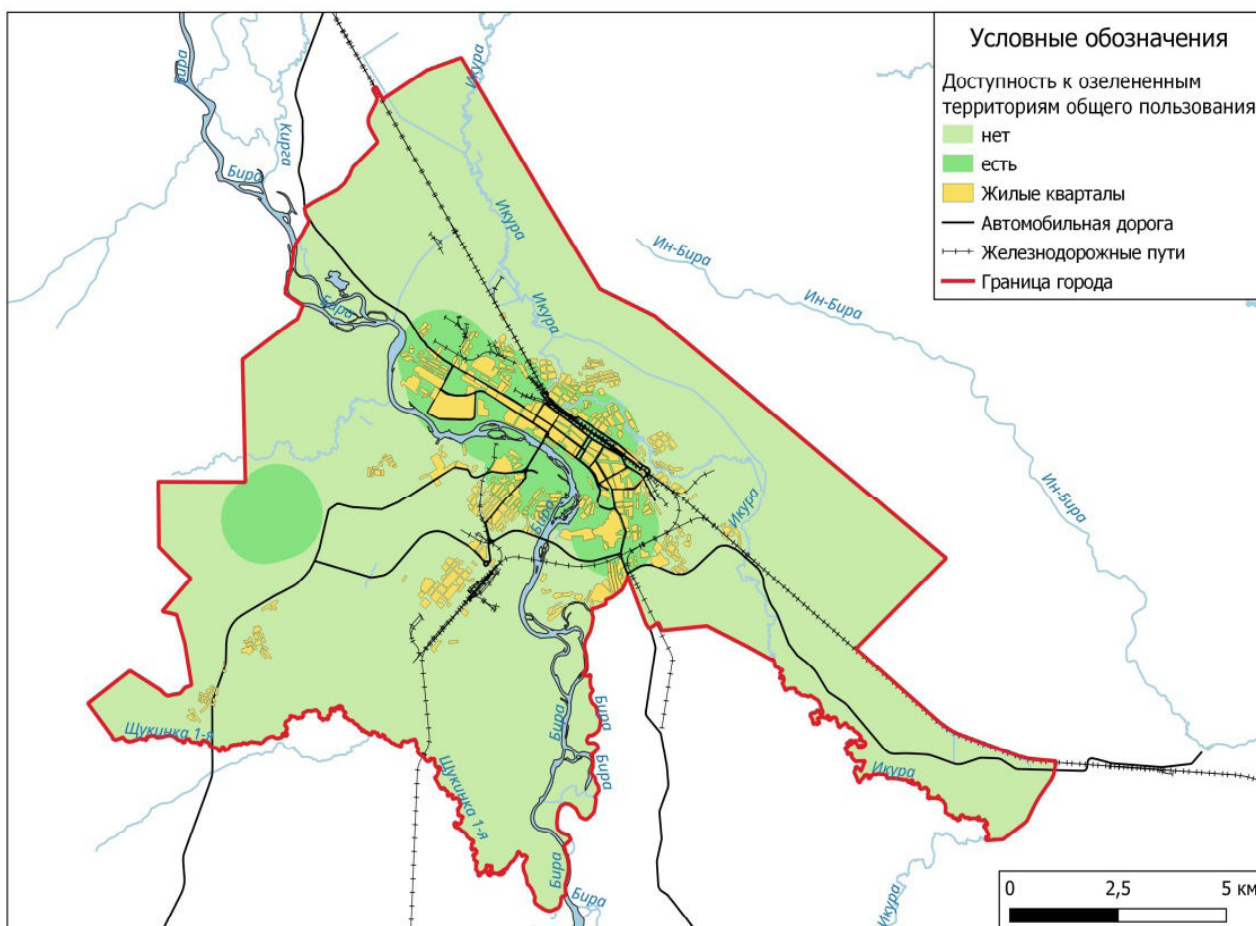 Условные обозначения
Доступность к озелененным
территориям общего пользования
нет
есть
Жилые кварталы
Автомобильная дорога
Железнодорожные пути
Граница города
Бира
Кирга
Икура
Бира
Икура
Ин-Бира
Ин-Бира
Бира
Икура
Ин-Бира
Икура
Бира
Щукинка 1-я
Бира
Бира
Бира
Икура
Щукинка 1-я
Бира
Бира
Икура
0 2,5 5 км